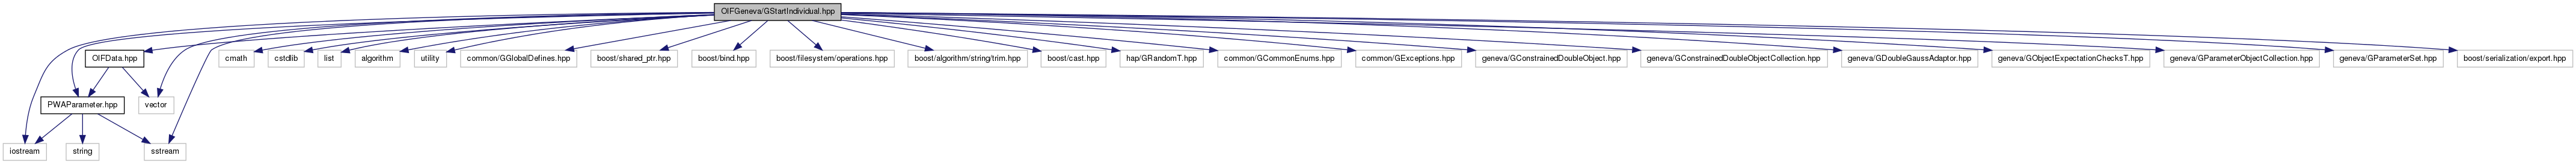 OIFGeneva/GStartIndividual.hpp
OIFData.hpp
cmath
cstdlib
list
algorithm
utility
common/GGlobalDefines.hpp
boost/shared_ptr.hpp
boost/bind.hpp
boost/filesystem/operations.hpp
boost/algorithm/string/trim.hpp
boost/cast.hpp
hap/GRandomT.hpp
common/GCommonEnums.hpp
common/GExceptions.hpp
geneva/GConstrainedDoubleObject.hpp
geneva/GConstrainedDoubleObjectCollection.hpp
geneva/GDoubleGaussAdaptor.hpp
geneva/GObjectExpectationChecksT.hpp
geneva/GParameterObjectCollection.hpp
geneva/GParameterSet.hpp
boost/serialization/export.hpp
PWAParameter.hpp
vector
iostream
string
sstream